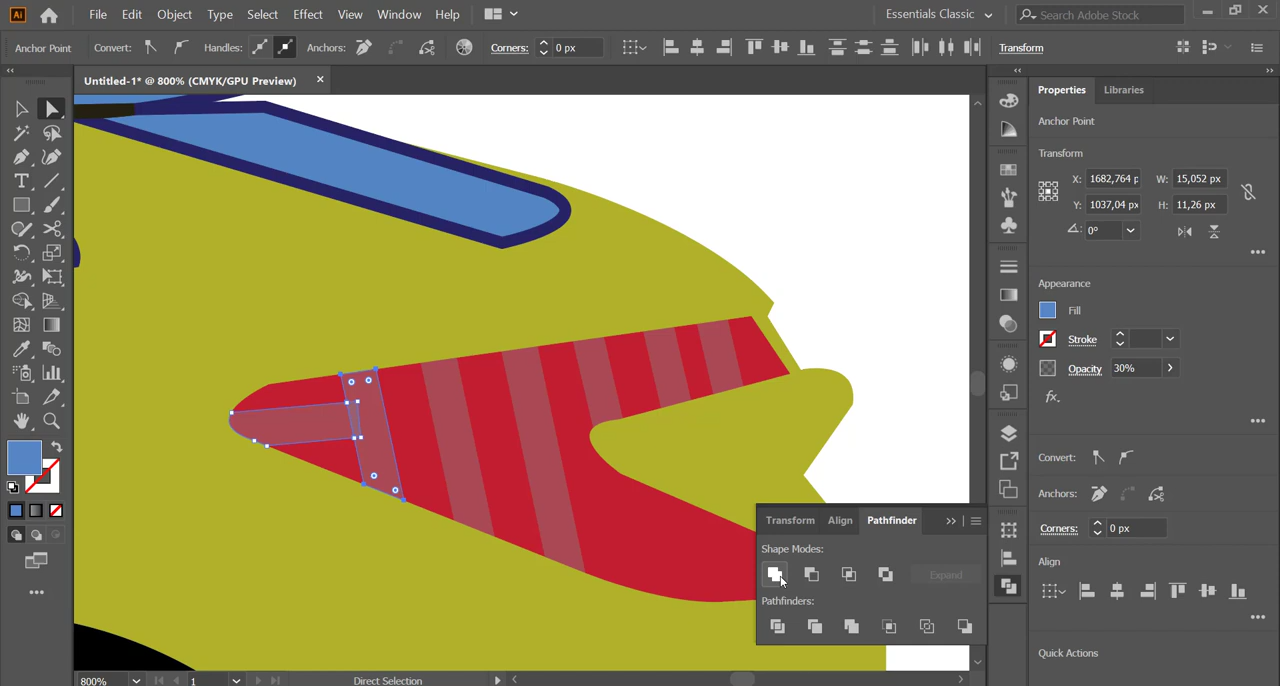 Ai File Edit Object Type Select Effect View Window Help Essentials Classic Search Adobe Stock
Anchor Point Convert: Handles: Anchors: Corners: 0 px Transform
Untitled-1* @ 800% (CMYK/GPU Preview)
Properties Libraries
Anchor Point
Transform
X: 1682,764 p W: 15,052 px
Y: 1037,04 px H: 11,26 px
0°
Appearance
Fill
Stroke
Opacity 30%
fx.
Convert:
Anchors:
Corners: 0 px
Align
Quick Actions
Transform Align Pathfinder
Shape Modes:
Expand
Pathfinders:
800% 1 Direct Selection